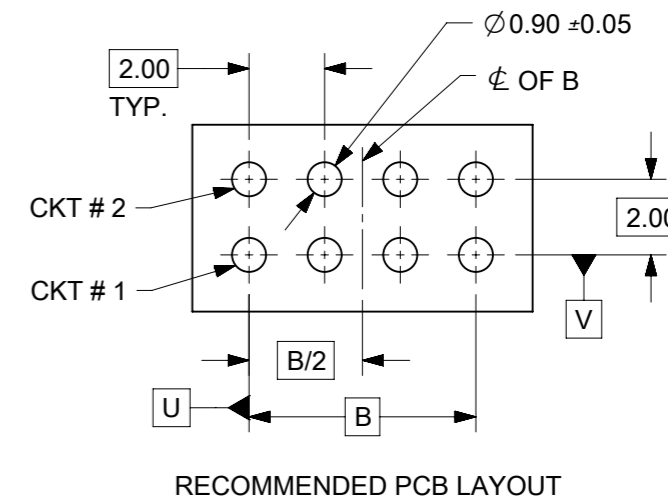 ⌀0.90 ±0.05
2.00
TYP.
℄ OF B
CKT # 2
2.00
CKT # 1
V
B/2
U
B
RECOMMENDED PCB LAYOUT